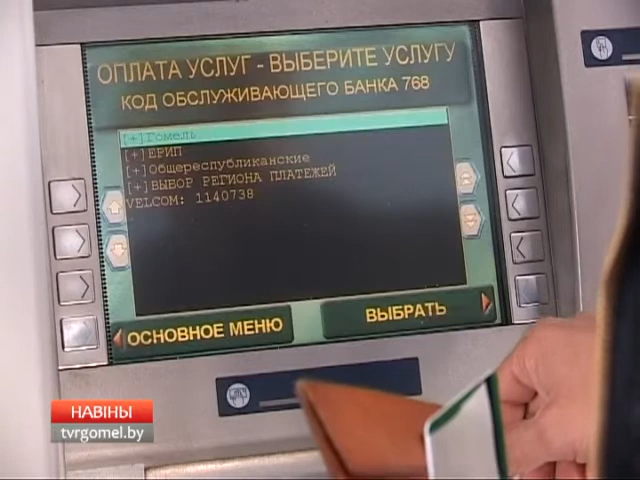 ОПЛАТА УСЛУГ - ВЫБЕРИТЕ УСЛУГУ
КОД ОБСЛУЖИВАЮЩЕГО БАНКА 768
[+]Гомель
[+]ЕРИП
[+]Общереспубликанские
[+]ВЫБОР РЕГИОНА ПЛАТЕЖЕЙ
VELCOM: 1140738
ОСНОВНОЕ МЕНЮ
ВЫБРАТЬ
НАВІНЫ
tvrgomel.by